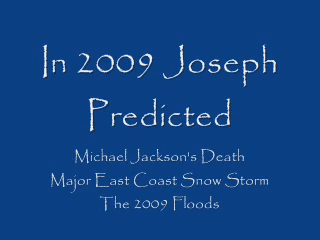 In 2009 Joseph
Predicted
Michael Jackson's Death
Major East Coast Snow Storm
The 2009 Floods